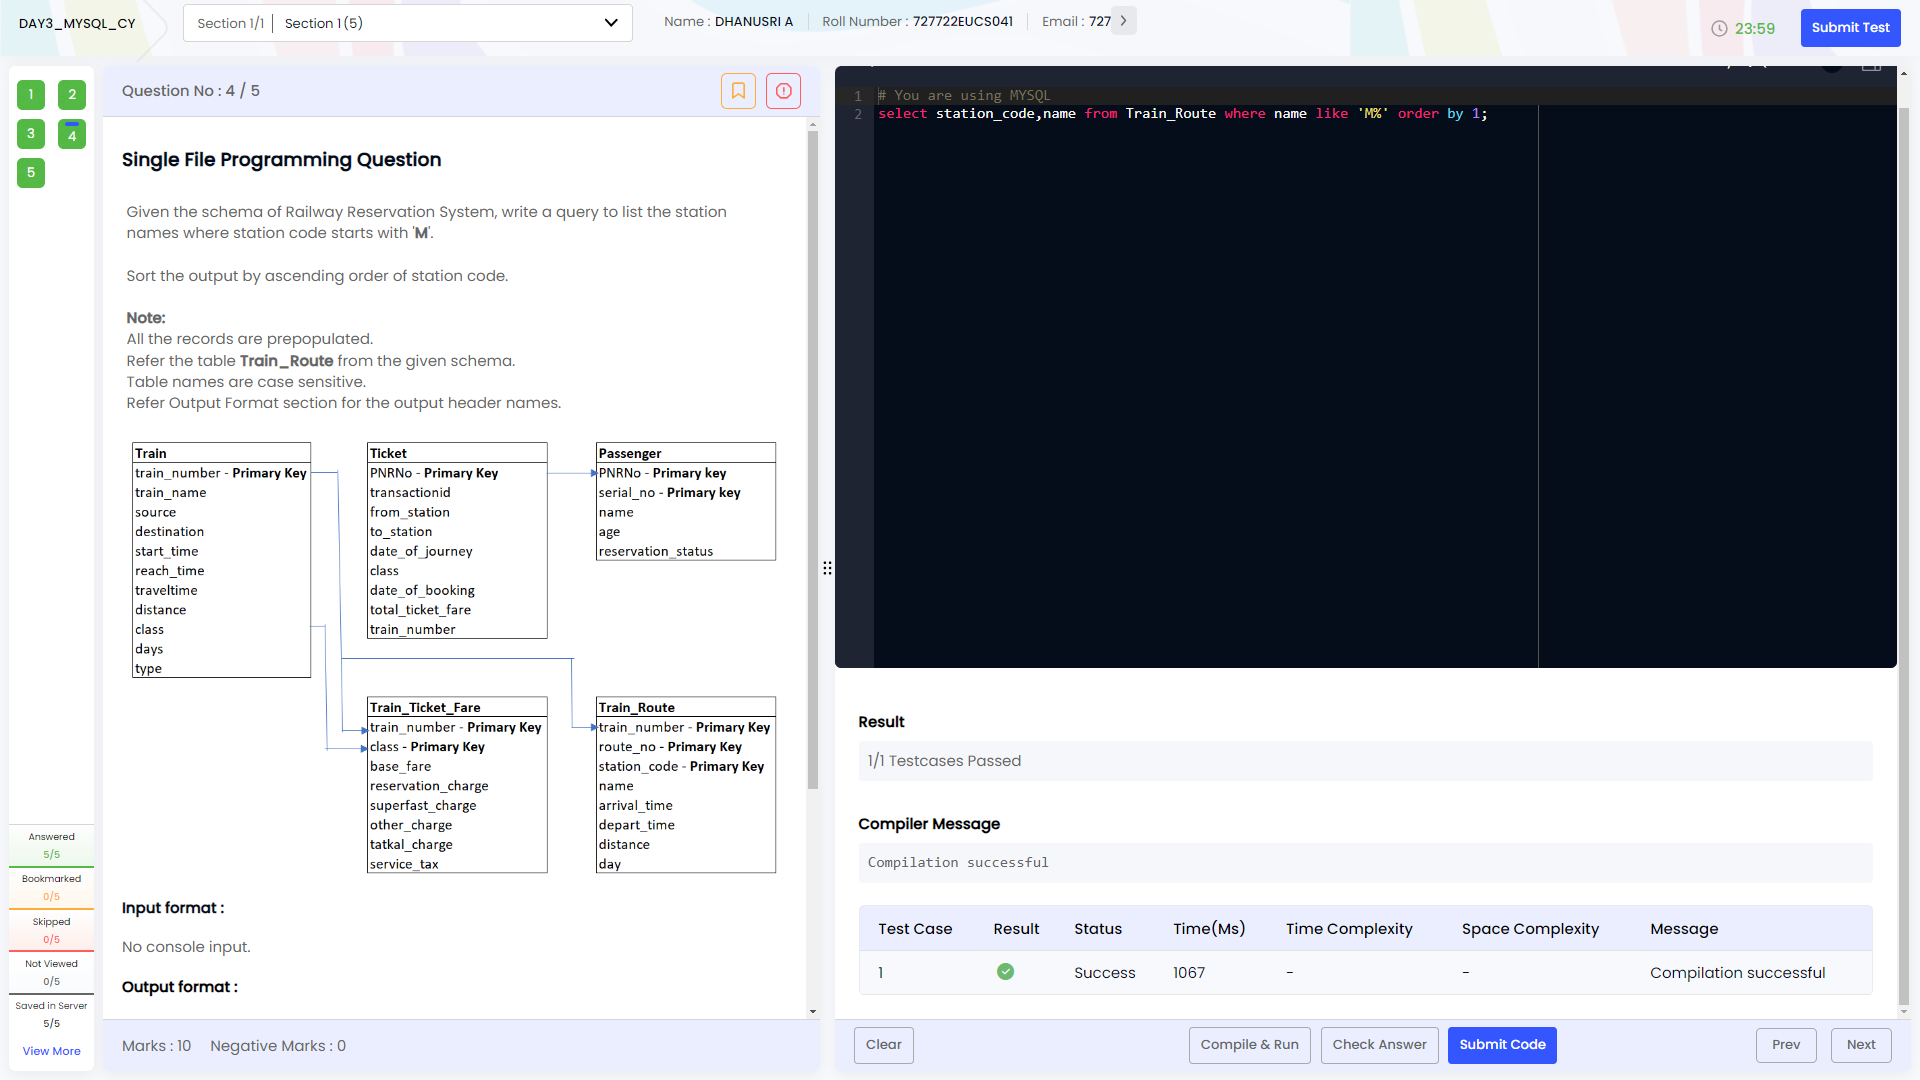 DAY3_MYSQL_CY
Section 1/1 | Section 1 (5)
Name : DHANUSRI A
Roll Number : 727722EUCS041
Email : 727
23:59
Submit Test
1
2
3
4
5
Answered
5/5
Bookmarked
0/5
Skipped
0/5
Not Viewed
0/5
Saved in Server
5/5
View More
Question No : 4 / 5
Single File Programming Question
Given the schema of Railway Reservation System, write a query to list the station
names where station code starts with 'M'.
Sort the output by ascending order of station code.
Note:
All the records are prepopulated.
Refer the table Train_Route from the given schema.
Table names are case sensitive.
Refer Output Format section for the output header names.
Train
train_number - Primary Key
train_name
source
destination
start_time
reach_time
traveltime
distance
class
days
type
Ticket
PNRNo - Primary Key
transactionid
from_station
to_station
date_of_journey
class
date_of_booking
total_ticket_fare
train_number
Passenger
PNRNo - Primary key
serial_no - Primary key
name
age
reservation_status
Train_Ticket_Fare
train_number - Primary Key
class - Primary Key
base_fare
reservation_charge
superfast_charge
other_charge
tatkal_charge
service_tax
Train_Route
train_number - Primary Key
route_no - Primary Key
station_code - Primary Key
name
arrival_time
depart_time
distance
day
Input format :
No console input.
Output format :
Marks : 10 Negative Marks : 0
1 # You are using MYSQL
2 select station_code,name from Train_Route where name like 'M%' order by 1;
Result
1/1 Testcases Passed
Compiler Message
Compilation successful
Test Case Result Status Time(Ms) Time Complexity Space Complexity Message
1 Success 1067 - - Compilation successful
Clear
Compile & Run
Check Answer
Submit Code
Prev
Next